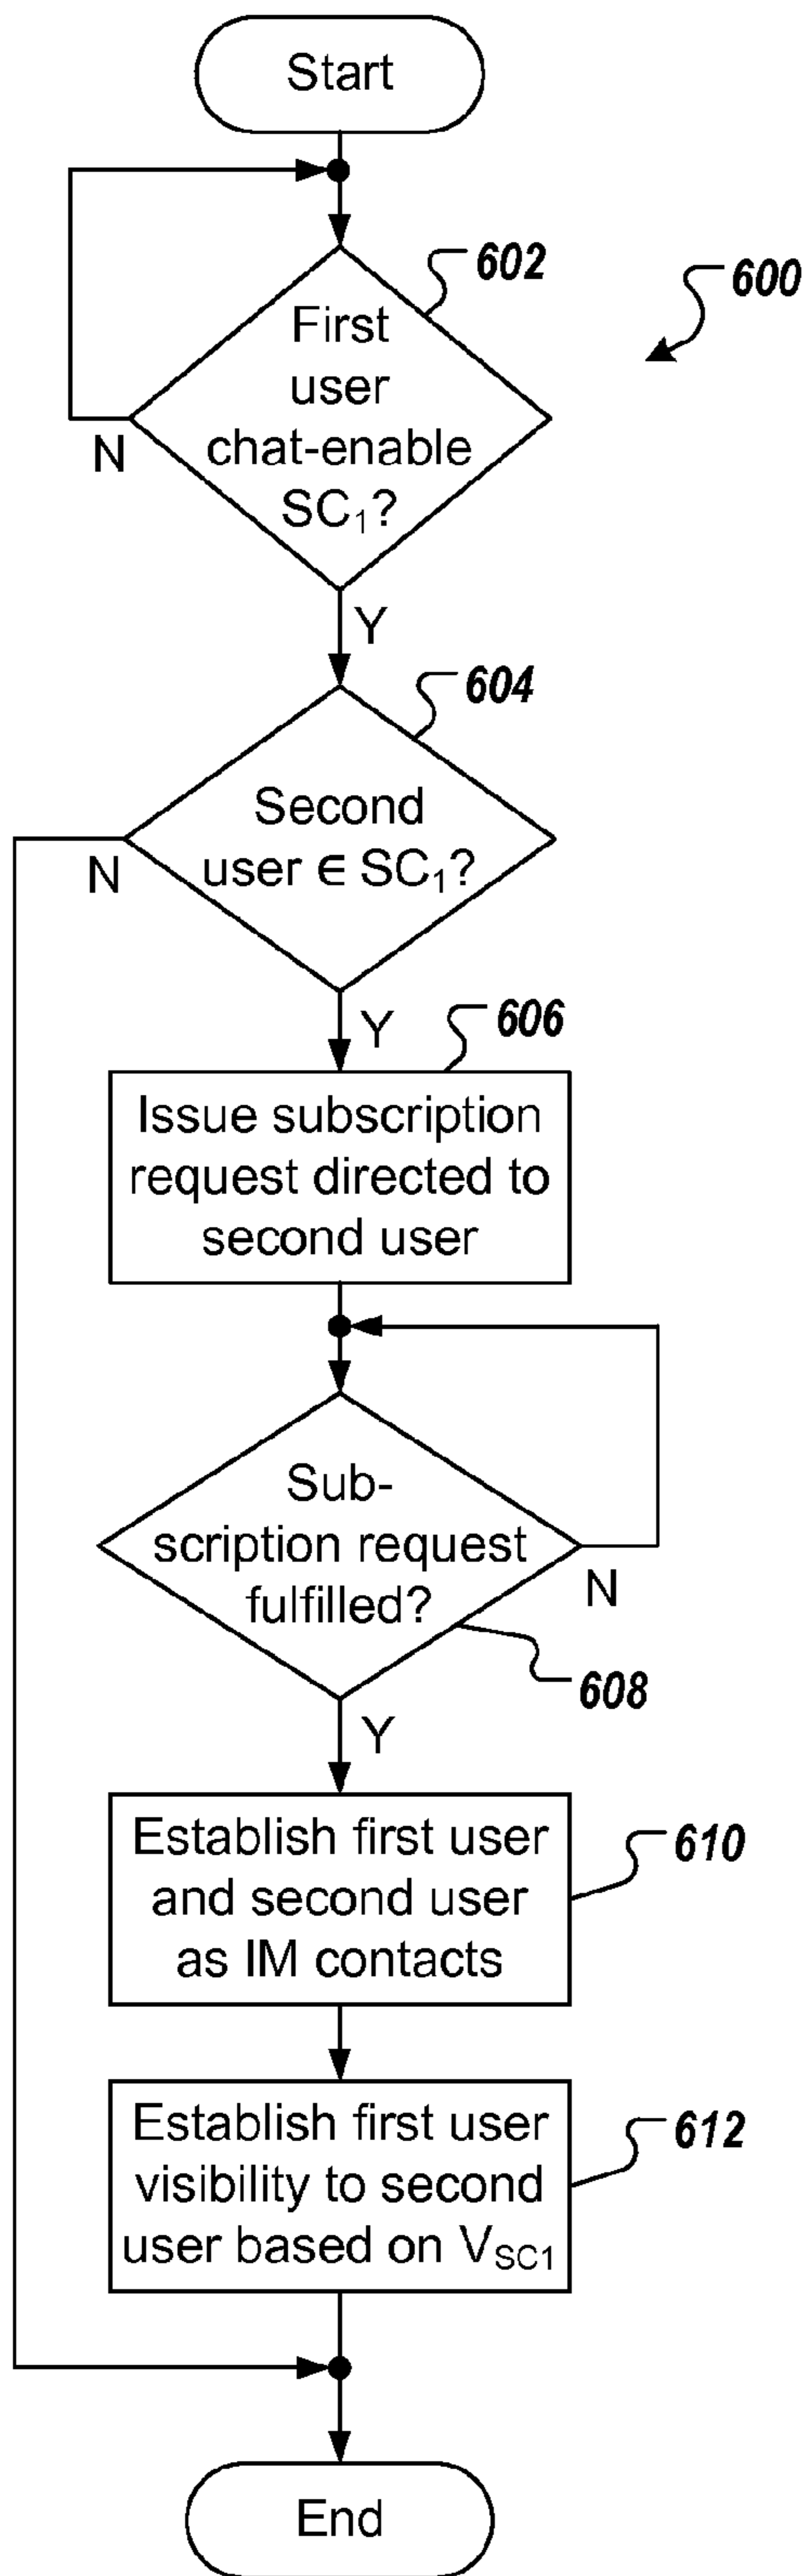 Start
602
600
First
user
chat-enable
SC₁?
N
Y
604
Second
user ∈ SC₁?
N
Y
606
Issue subscription
request directed to
second user
Sub-
scription request
fulfilled?
N
608
Y
Establish first user
and second user
as IM contacts
610
Establish first user
visibility to second
user based on V_SC1
612
End